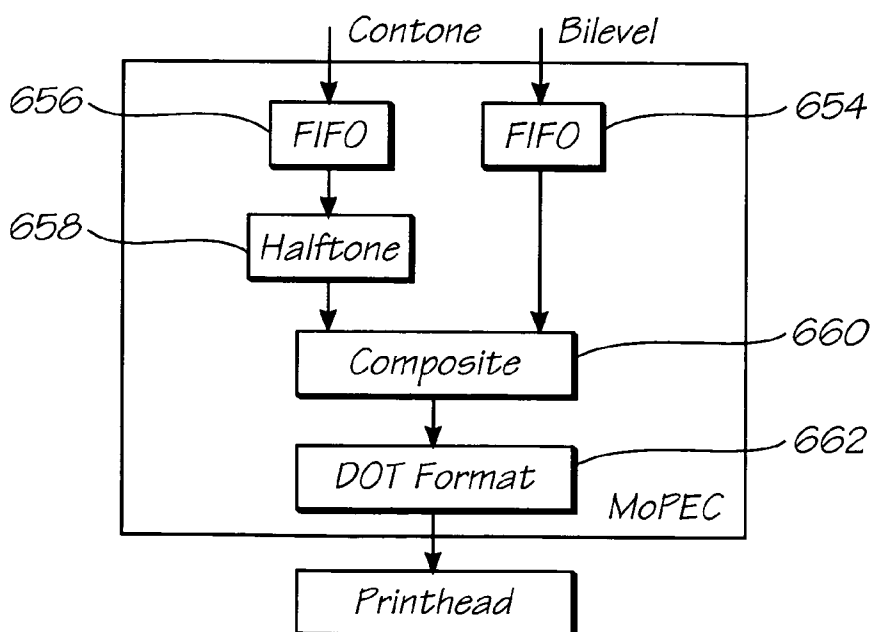 Contone Bilevel
656 FIFO FIFO 654
658 Halftone
Composite 660
DOT Format 662
MoPEC
Printhead